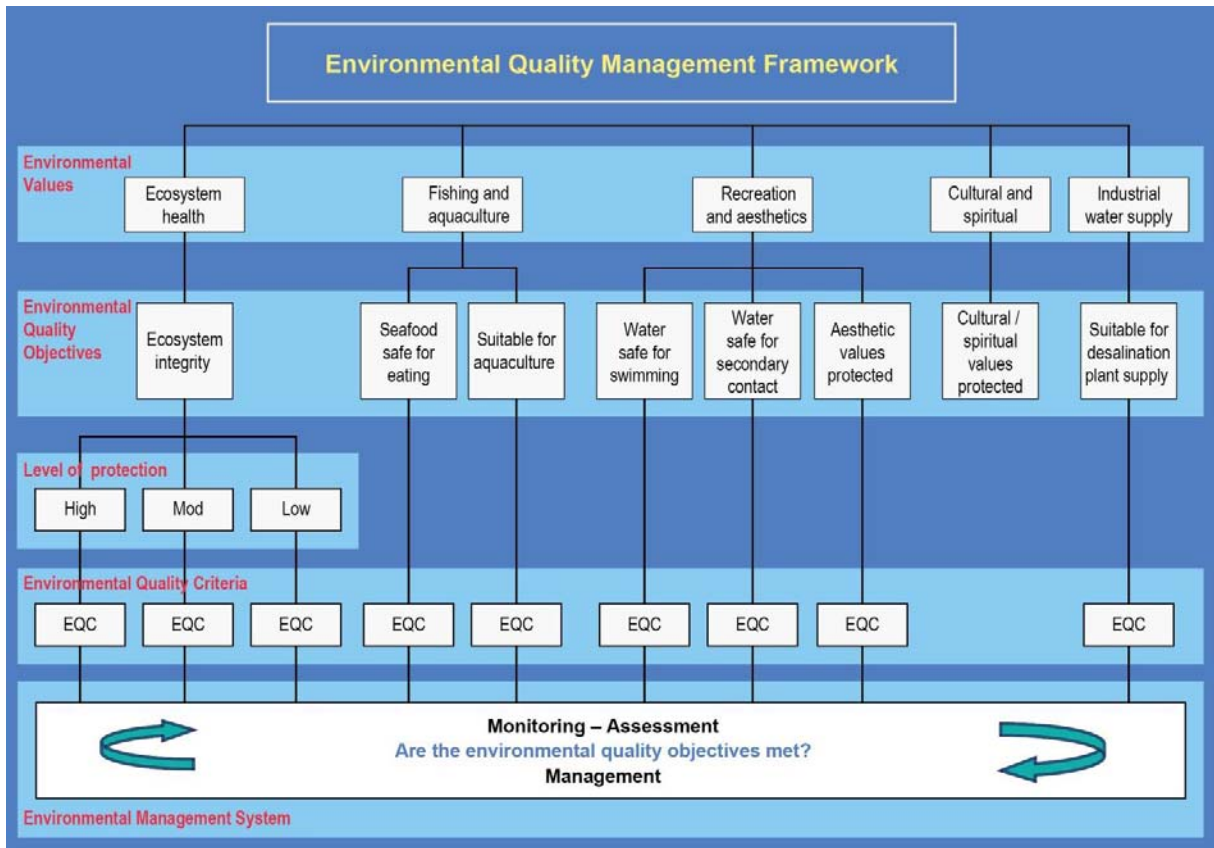 Environmental Quality Management Framework
Environmental
Values
Ecosystem
health
Fishing and
aquaculture
Recreation
and aesthetics
Cultural and
spiritual
Industrial
water supply
Environmental
Quality
Objectives
Ecosystem
integrity
Seafood
safe for
eating
Suitable for
aquaculture
Water
safe for
swimming
Water
safe for
secondary
contact
Aesthetic
values
protected
Cultural /
spiritual
values
protected
Suitable for
desalination
plant supply
Level of protection
High
Mod
Low
Environmental Quality Criteria
EQC
EQC
EQC
EQC
EQC
EQC
EQC
EQC
EQC
Monitoring – Assessment
Are the environmental quality objectives met?
Management
Environmental Management System